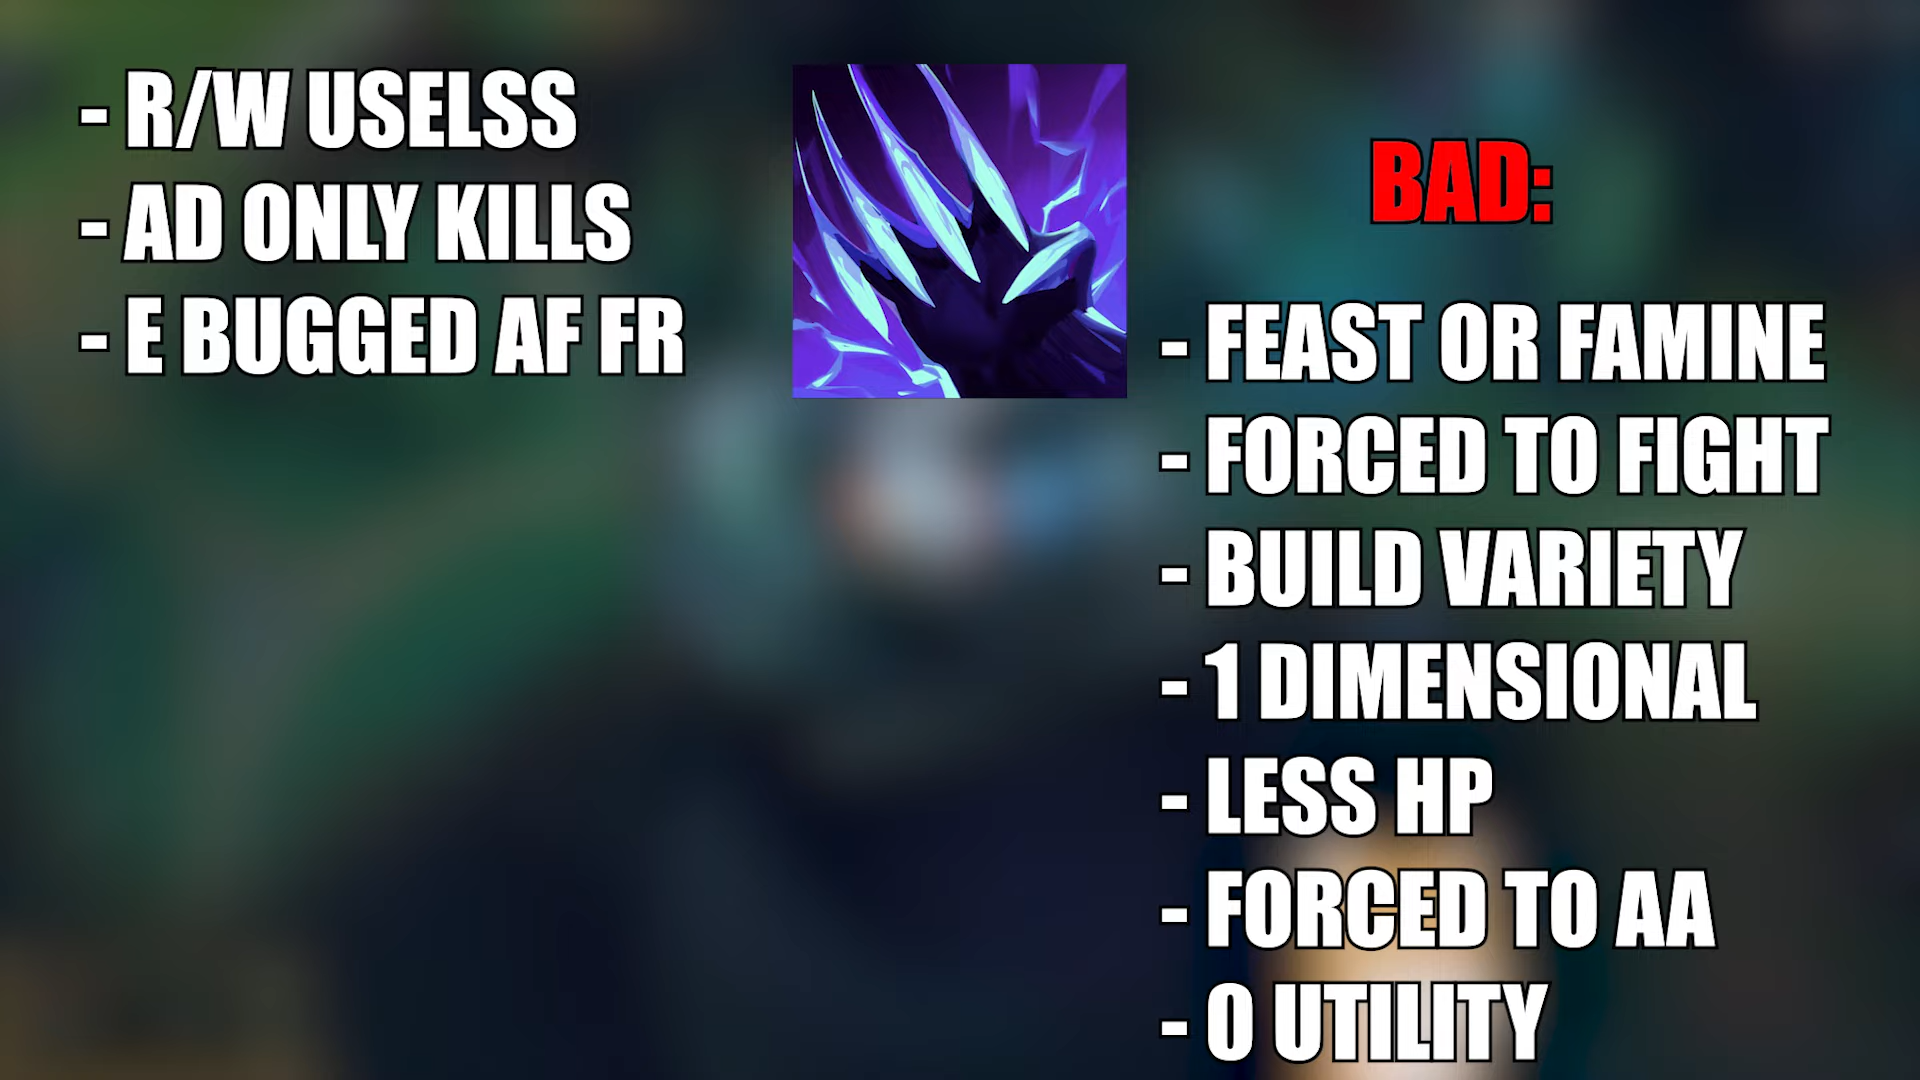 - R/W USELSS
- AD ONLY KILLS
- E BUGGED AF FR
BAD:
- FEAST OR FAMINE
- FORCED TO FIGHT
- BUILD VARIETY
- 1 DIMENSIONAL
- LESS HP
- FORCED TO AA
- 0 UTILITY